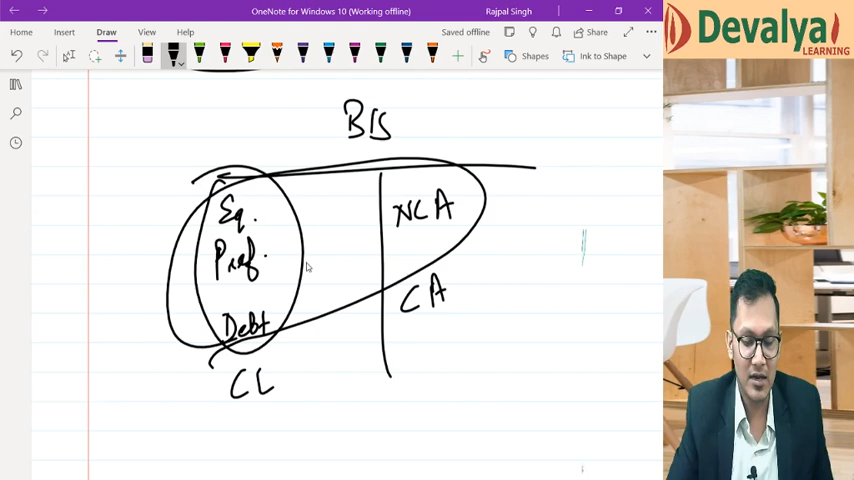 OneNote for Windows 10 (Working offline)
Rajpal Singh
Home Insert Draw View Help
Saved offline
Share
Shapes
Ink to Shape
Devalya
LEARNING
B/S
Eq.
NCA
Pref.
CA
Debt
CL